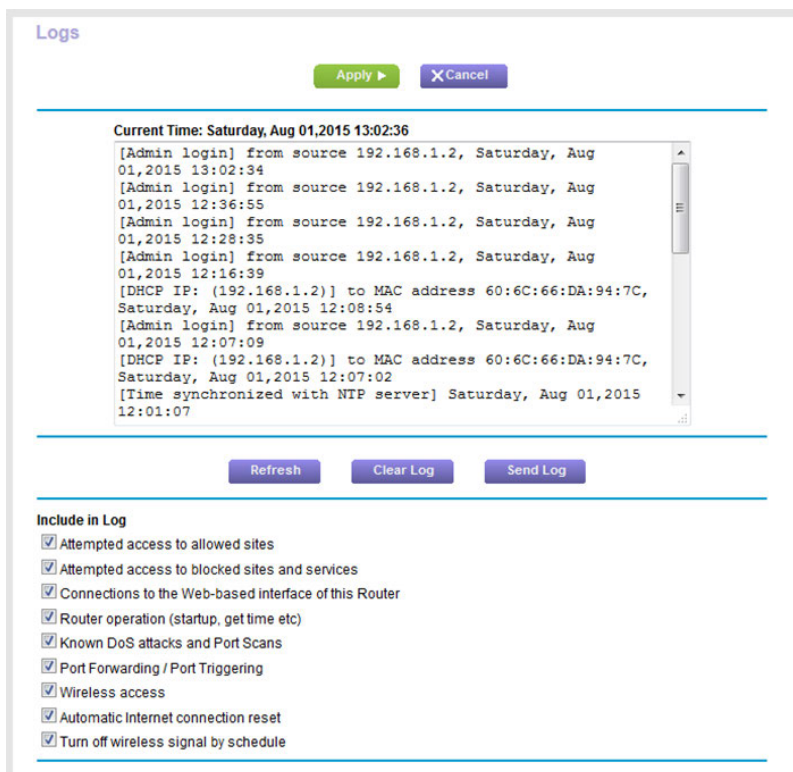 Logs
Apply ▶
X Cancel
Current Time: Saturday, Aug 01,2015 13:02:36
[Admin login] from source 192.168.1.2, Saturday, Aug
01,2015 13:02:34
[Admin login] from source 192.168.1.2, Saturday, Aug
01,2015 12:36:55
[Admin login] from source 192.168.1.2, Saturday, Aug
01,2015 12:28:35
[Admin login] from source 192.168.1.2, Saturday, Aug
01,2015 12:16:39
[DHCP IP: (192.168.1.2)] to MAC address 60:6C:66:DA:94:7C,
Saturday, Aug 01,2015 12:08:54
[Admin login] from source 192.168.1.2, Saturday, Aug
01,2015 12:07:09
[DHCP IP: (192.168.1.2)] to MAC address 60:6C:66:DA:94:7C,
Saturday, Aug 01,2015 12:07:02
[Time synchronized with NTP server] Saturday, Aug 01,2015
12:01:07
Refresh
Clear Log
Send Log
Include in Log
Attempted access to allowed sites
Attempted access to blocked sites and services
Connections to the Web-based interface of this Router
Router operation (startup, get time etc)
Known DoS attacks and Port Scans
Port Forwarding / Port Triggering
Wireless access
Automatic Internet connection reset
Turn off wireless signal by schedule